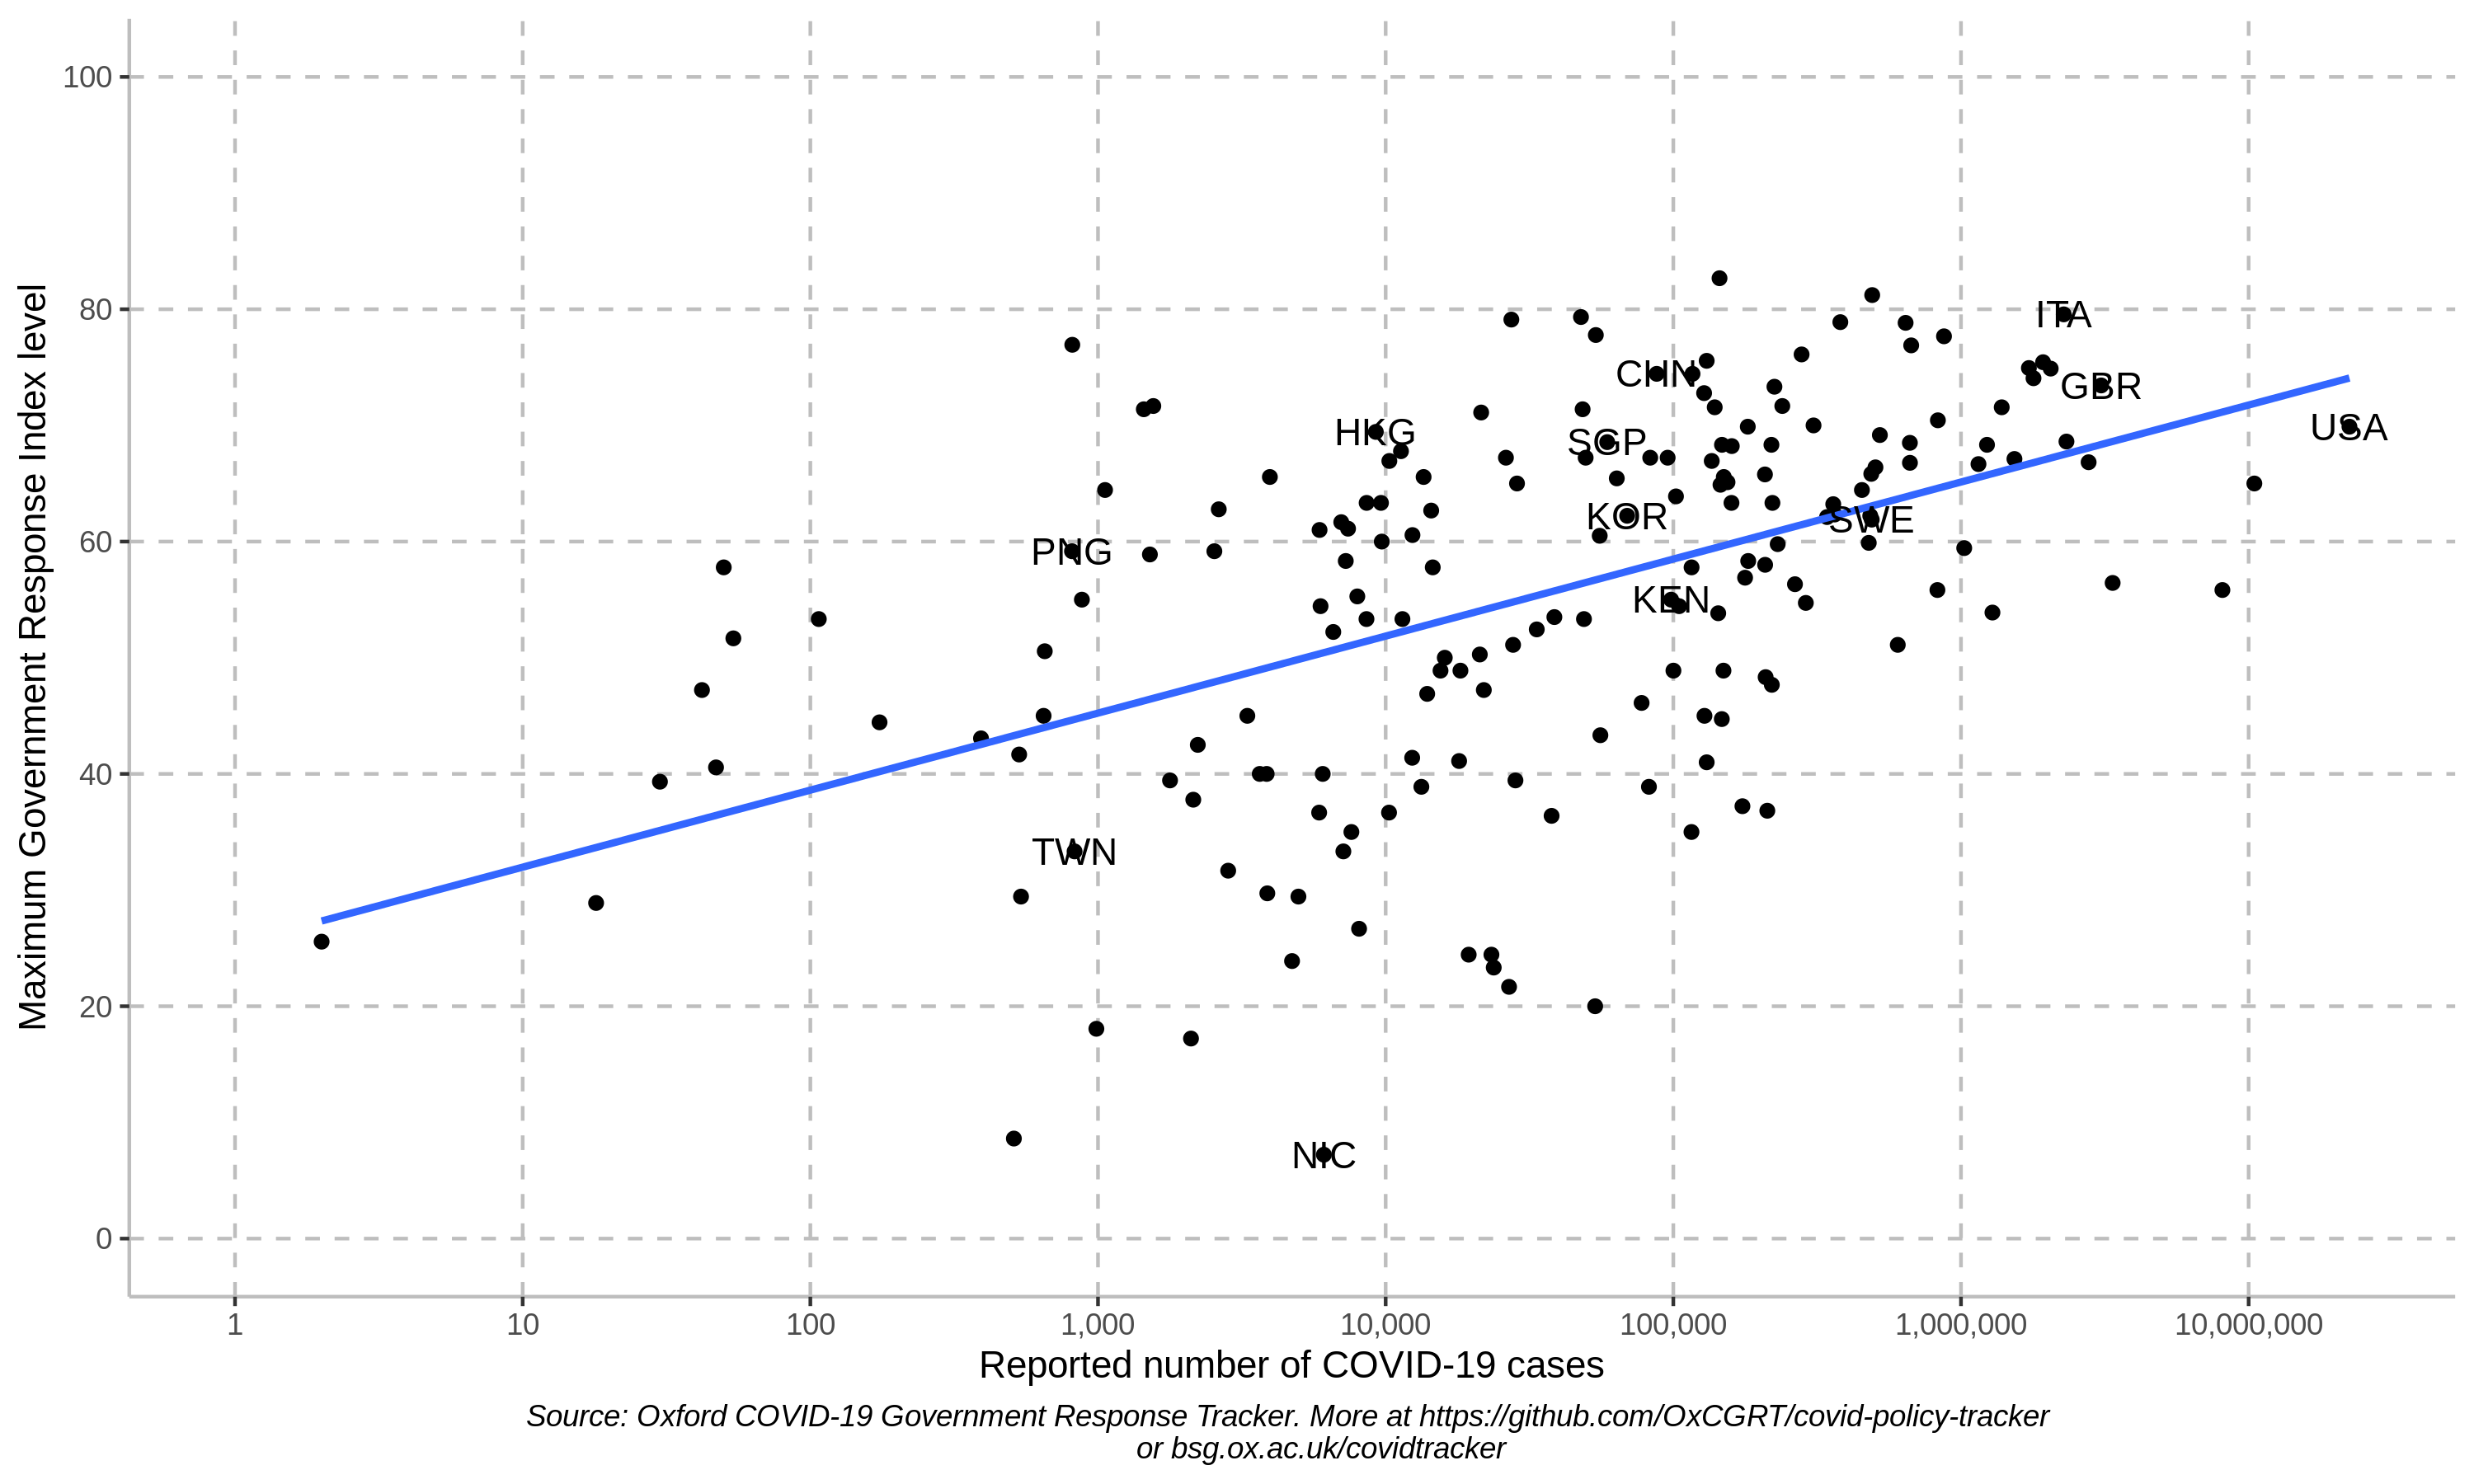 Maximum Government Response Index level
100
80
60
40
20
0
ITA
CHN
GBR
HKG
SGP
USA
KOR
SWE
PNG
KEN
TWN
NIC
1
10
100
1,000
10,000
100,000
1,000,000
10,000,000
Reported number of COVID-19 cases
Source: Oxford COVID-19 Government Response Tracker. More at https://github.com/OxCGRT/covid-policy-tracker
or bsg.ox.ac.uk/covidtracker